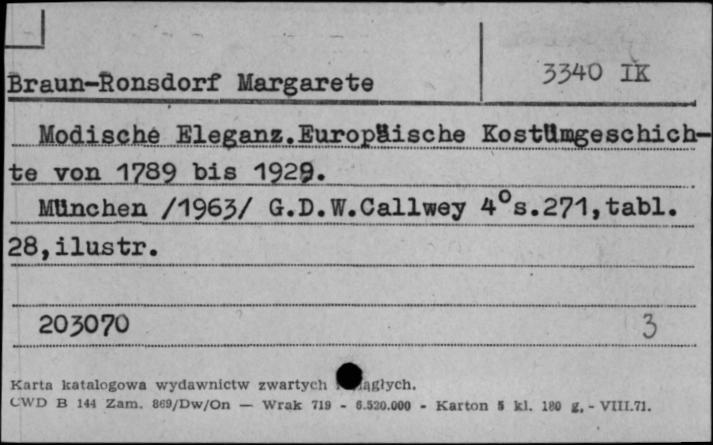 Braun-Ronsdorf Margarete
3340 IK
Modische Eleganz.Europäische Kostümgeschich-
te von 1789 bis 1929.
München /1963/ G.D.W.Callwey 4°s.271,tabl.
28,ilustr.
203070
3
Karta katalogowa wydawnictw zwartych ągłych.
CWD B 144 Zam. 869/Dw/On — Wrak 719 - 6.520.000 - Karton 5 kl. 180 g, - VIII.71.